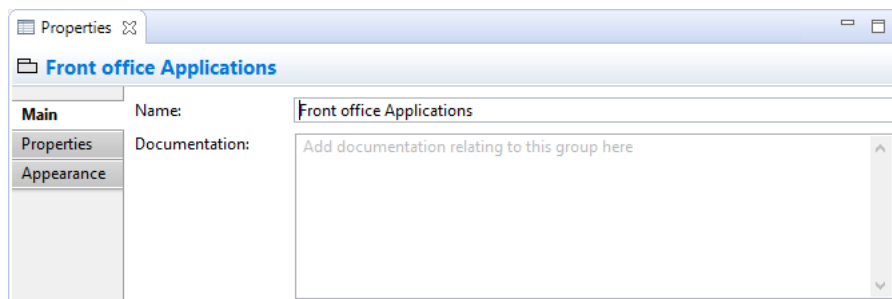 Properties
Front office Applications
Main
Name: Front office Applications
Properties
Documentation: Add documentation relating to this group here
Appearance